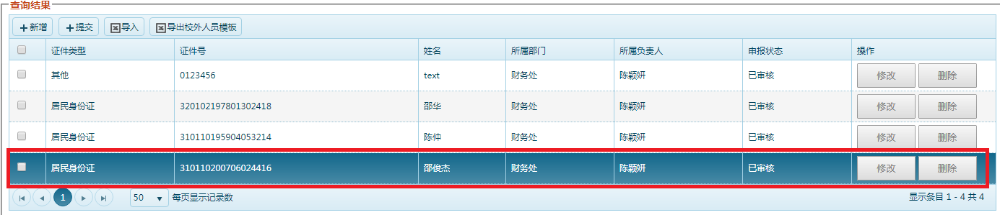 查询结果
新增 提交 导入 导出校外人员模板
证件类型 证件号 姓名 所属部门 所属负责人 申报状态 操作
其他 0123456 text 财务处 陈颖妍 已审核 修改 删除
居民身份证 320102197801302418 邵华 财务处 陈颖妍 已审核 修改 删除
居民身份证 310110195904053214 陈仲 财务处 陈颖妍 已审核 修改 删除
居民身份证 310110200706024416 邵俊杰 财务处 陈颖妍 已审核 修改 删除
1 50 每页显示记录数 显示条目 1 - 4 共 4